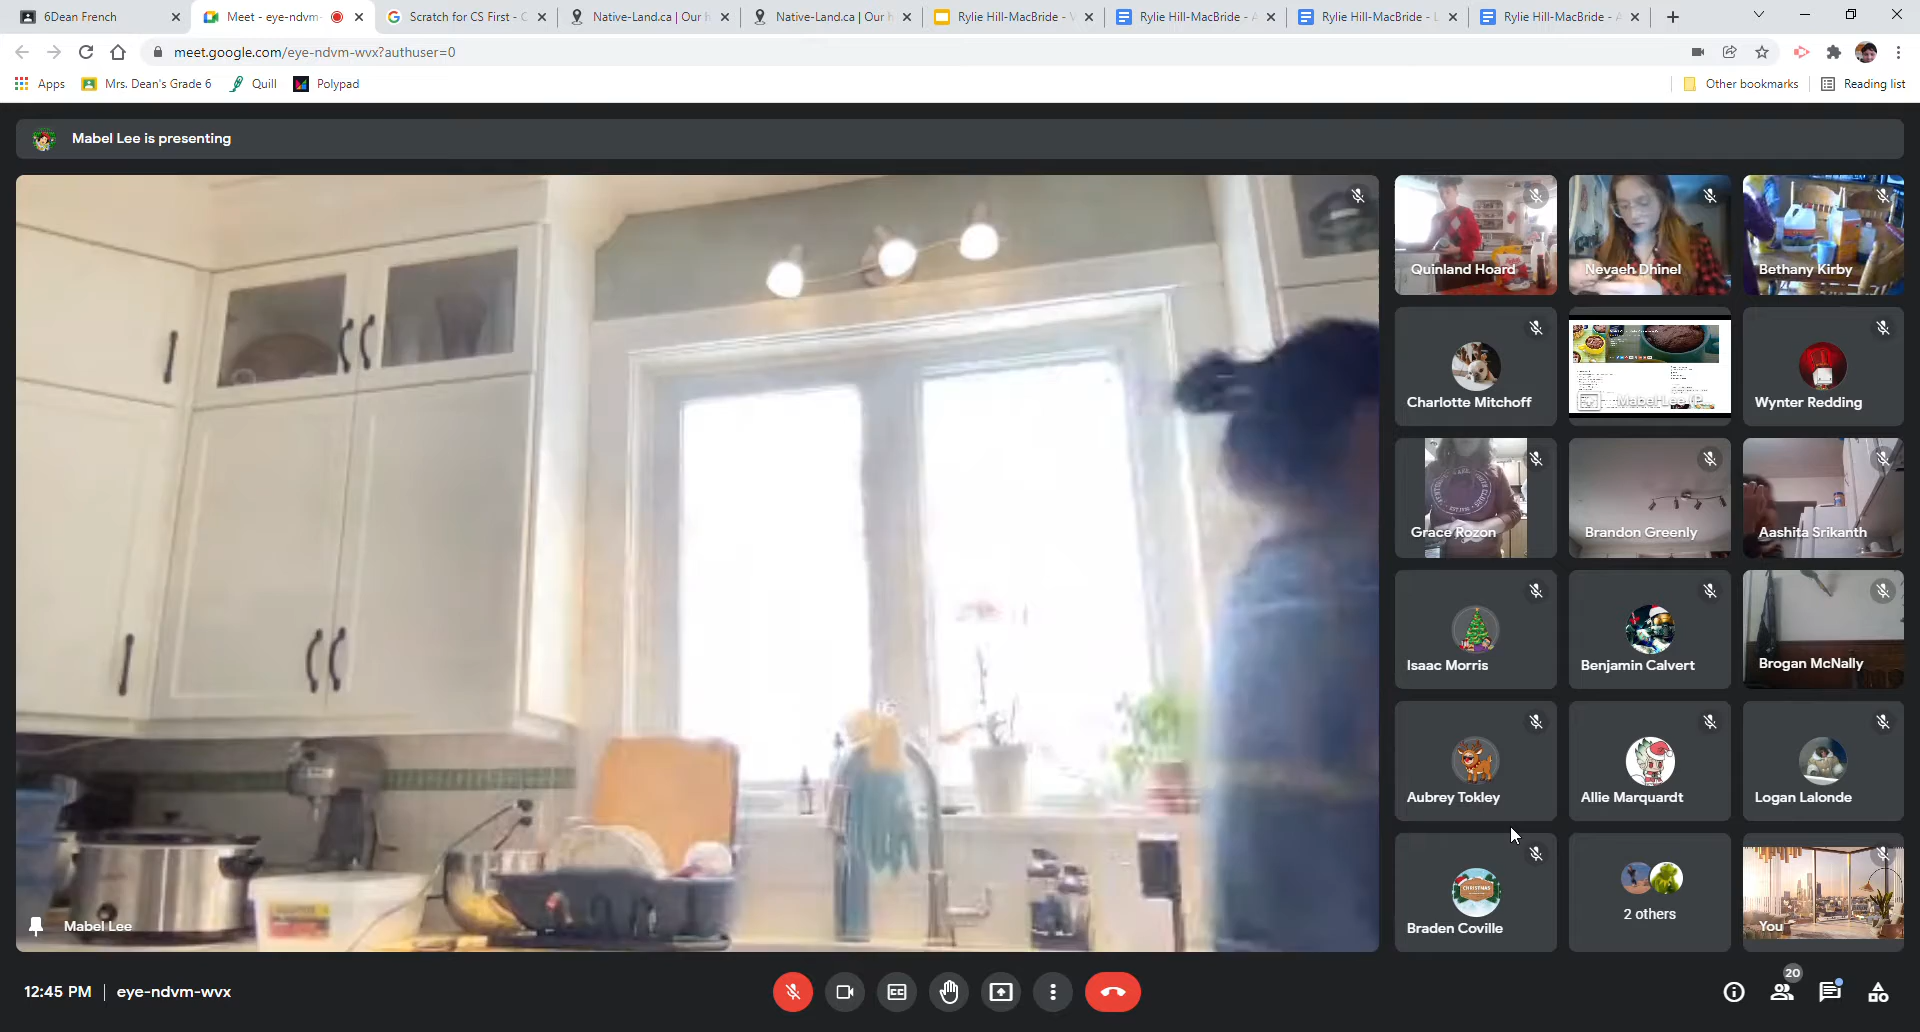 6Dean French
Meet - eye-ndvm-
Scratch for CS First - C
Native-Land.ca | Our h
Native-Land.ca | Our h
Rylie Hill-MacBride -
Rylie Hill-MacBride -
Rylie Hill-MacBride -
Rylie Hill-MacBride -
meet.google.com/eye-ndvm-wvx?authuser=0
Apps
Mrs. Dean's Grade 6
Quill
Polypad
Other bookmarks
Reading list
Mabel Lee is presenting
Quinland Hoard
Nevaeh Dhinel
Bethany Kirby
Charlotte Mitchoff
Mabel Lee (P
Wynter Redding
Grace Rozon
Brandon Greenly
Aashita Srikanth
Isaac Morris
Benjamin Calvert
Brogan McNally
Aubrey Tokley
Allie Marquardt
Logan Lalonde
CHRISTMAS
Braden Coville
2 others
You
Mabel Lee
12:45 PM | eye-ndvm-wvx
20